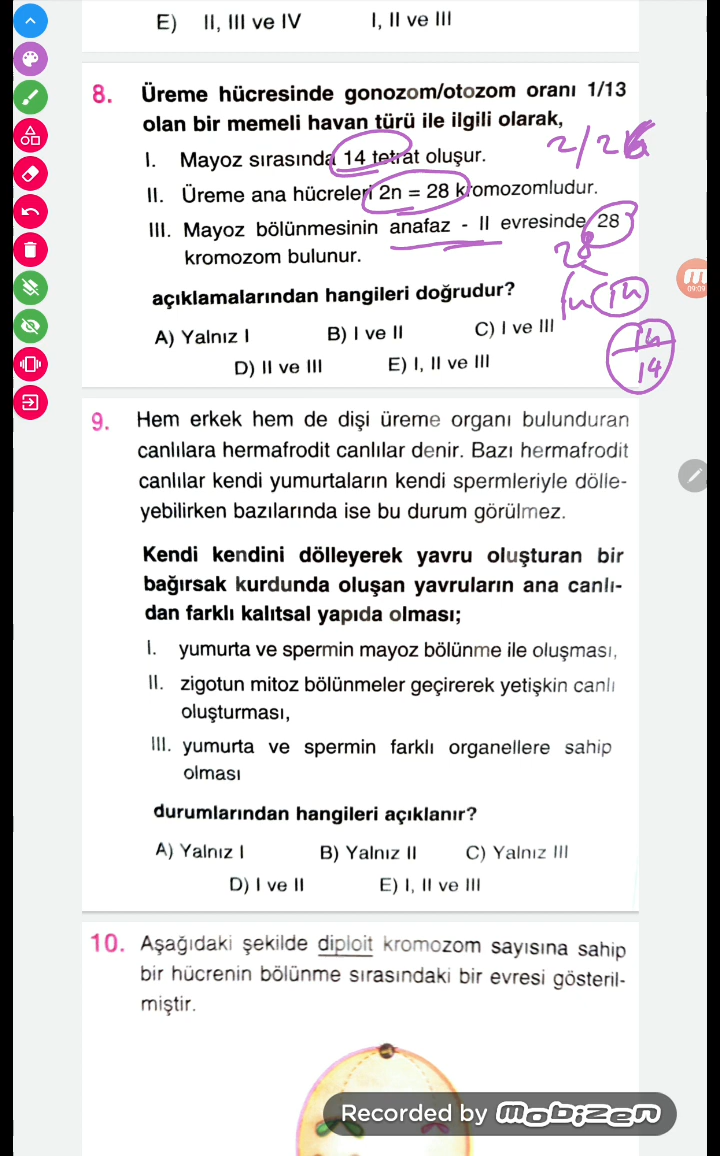 E) II, III ve IV I, II ve III
8. Üreme hücresinde gonozom/otozom oranı 1/13
olan bir memeli havan türü ile ilgili olarak,
2/26
I. Mayoz sırasında 14 tetrat oluşur.
II. Üreme ana hücreleri 2n = 28 kromozomludur.
III. Mayoz bölünmesinin anafaz - II evresinde 28
kromozom bulunur.
28
14 14
açıklamalarından hangileri doğrudur?
A) Yalnız I B) I ve II C) I ve III
D) II ve III E) I, II ve III
14
14
09:09
9. Hem erkek hem de dişi üreme organı bulunduran
canlılara hermafrodit canlılar denir. Bazı hermafrodit
canlılar kendi yumurtaların kendi spermleriyle dölle-
yebilirken bazılarında ise bu durum görülmez.
Kendi kendini dölleyerek yavru oluşturan bir
bağırsak kurdunda oluşan yavruların ana canlı-
dan farklı kalıtsal yapıda olması;
I. yumurta ve spermin mayoz bölünme ile oluşması,
II. zigotun mitoz bölünmeler geçirerek yetişkin canlı
oluşturması,
III. yumurta ve spermin farklı organellere sahip
olması
durumlarından hangileri açıklanır?
A) Yalnız I B) Yalnız II C) Yalnız III
D) I ve II E) I, II ve III
10. Aşağıdaki şekilde diploit kromozom sayısına sahip
bir hücrenin bölünme sırasındaki bir evresi gösteril-
miştir.
Recorded by mobizen